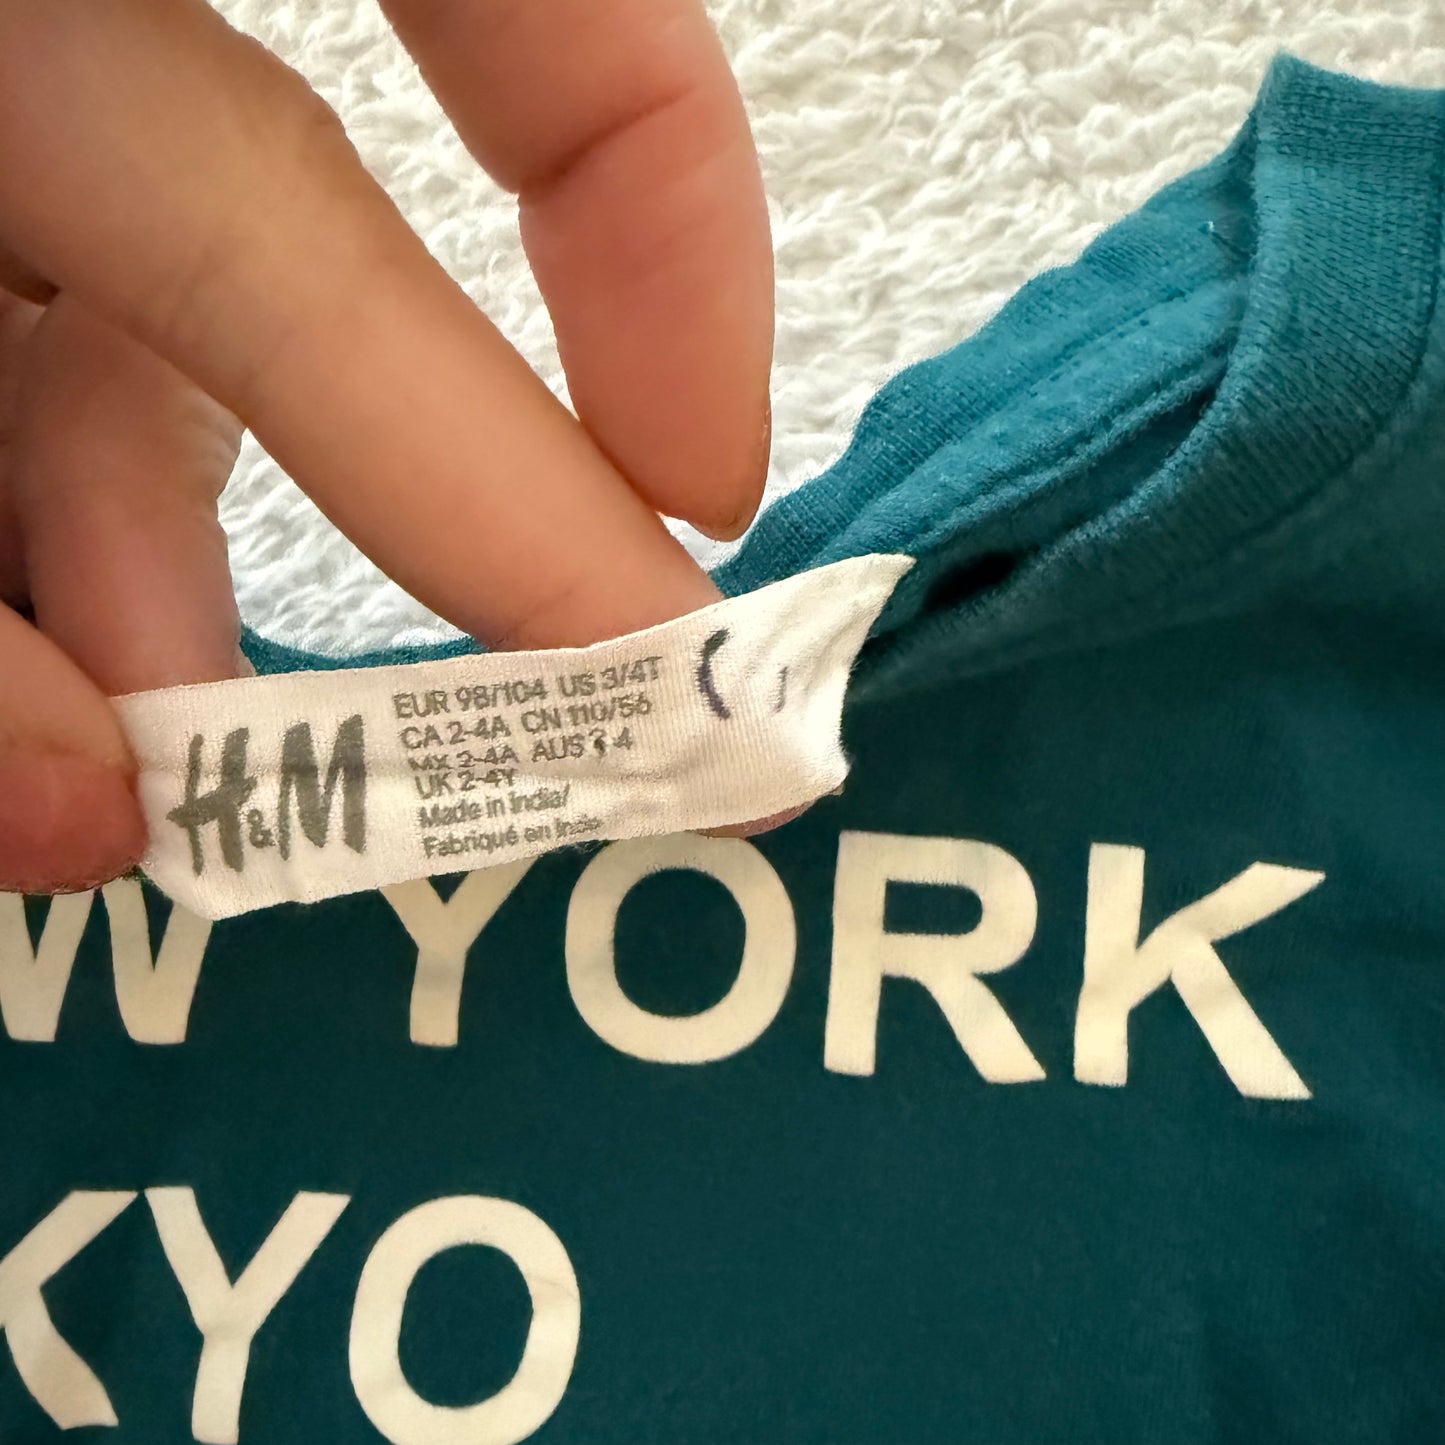 H&M
EUR 98/104 US 3/4T
CA 2-4A CN 110/56
MX 2-4A AUS 4
UK 2-4Y
Made in India/
Fabriqué en Inde
YORK
KYO